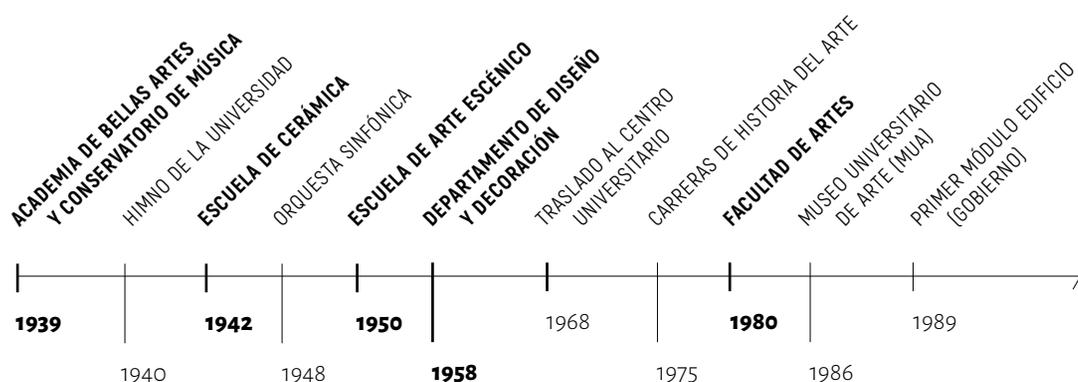 ACADEMIA DE BELLAS ARTES
Y CONSERVATORIO DE MÚSICA
HIMNO DE LA UNIVERSIDAD
ESCUELA DE CERÁMICA
ORQUESTA SINFÓNICA
ESCUELA DE ARTE ESCÉNICO
DEPARTAMENTO DE DISEÑO
Y DECORACIÓN
TRASLADO AL CENTRO
UNIVERSITARIO
CARRERAS DE HISTORIA DEL ARTE
FACULTAD DE ARTES
MUSEO UNIVERSITARIO
DE ARTE (MUA)
PRIMER MÓDULO EDIFICIO
(GOBIERNO)
1939
1942
1950
1968
1980
1989
1940
1948
1958
1975
1986